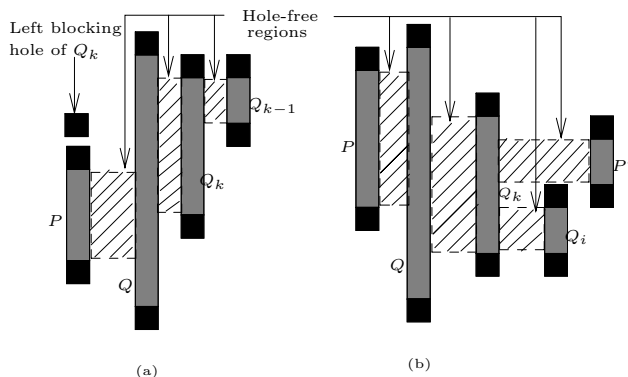 Left blocking
hole of Q_k
Hole-free
regions
Q_{k−1}
Q_k
P
Q
P
P
Q_k
Q_i
Q
(a)
(b)